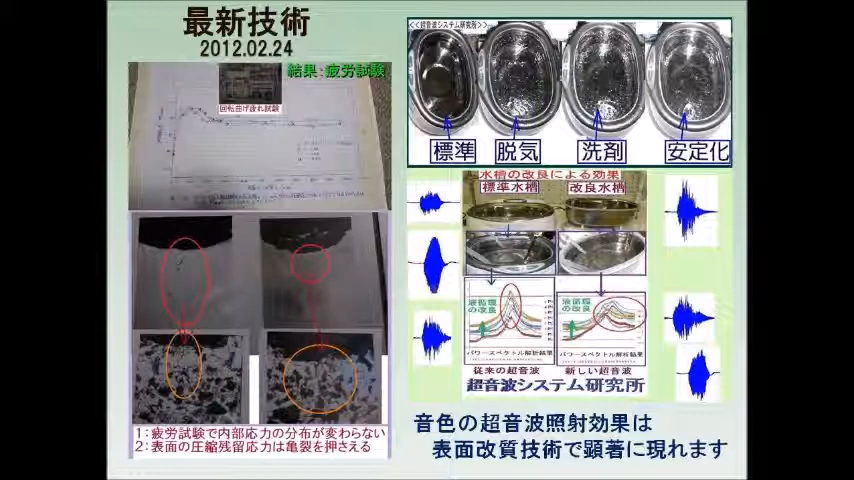 最新技術
2012.02.24
結果：疲労試験
回転曲げ疲れ試験
1：疲労試験で内部応力の分布が変わらない
2：表面の圧縮残留応力は亀裂を押さえる
<<超音波システム研究所>>
標準
脱気
洗剤
安定化
水槽の改良による効果
標準水槽
改良水槽
液循環
の改良
液循環
の改良
パワースペクトル解析結果
パワースペクトル解析結果
従来の超音波
新しい超音波
超音波システム研究所
音色の超音波照射効果は
表面改質技術で顕著に現れます